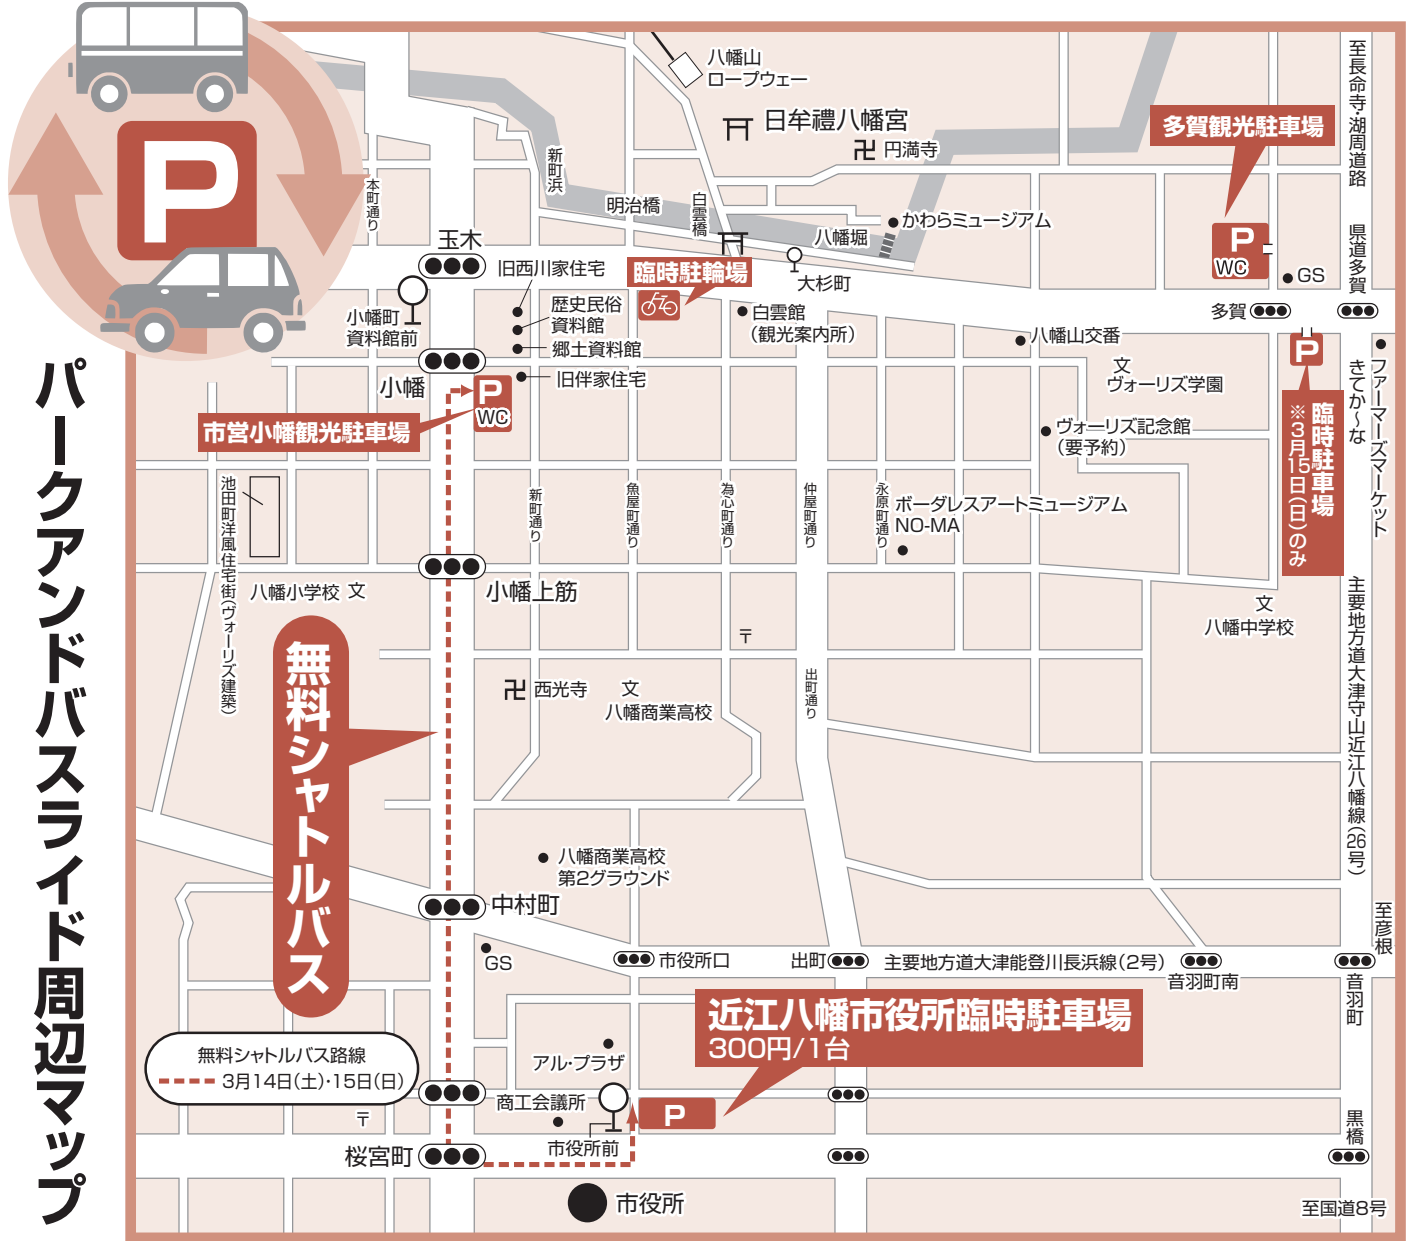 パークアンドバスライド周辺マップ
P
八幡山
ロープウェー
日牟禮八幡宮
卍 円満寺
多賀観光駐車場
至長命寺・湖周道路
新町浜
明治橋
白雲橋
本町通り
かわらミュージアム
八幡堀
大杉町
P
WC
GS
県道多賀
多賀
玉木
旧西川家住宅
臨時駐輪場
歴史民俗
資料館
郷土資料館
旧伴家住宅
小幡町
資料館前
小幡
白雲館
(観光案内所)
八幡山交番
文
ヴォーリズ学園
P
臨時駐車場
※3月15日(日)のみ
ファーマーズマーケット
きてか~な
P
WC
市営小幡観光駐車場
ヴォーリズ記念館
(要予約)
池田町洋風住宅街(ヴォーリズ建築)
新町通り
魚屋町通り
為心町通り
仲屋町通り
永原町通り
ボーダレスアートミュージアム
NO-MA
八幡小学校 文
小幡上筋
文
八幡中学校
主要地方道大津守山近江八幡線(26号)
〒
無料シャトルバス
卍 西光寺
文
八幡商業高校
出町通り
八幡商業高校
第2グラウンド
中村町
GS
市役所口
出町
主要地方道大津能登川長浜線(2号)
音羽町南
至彦根
音羽町
近江八幡市役所臨時駐車場
300円/1台
無料シャトルバス路線
3月14日(土)・15日(日)
アル・プラザ
商工会議所
P
〒
市役所前
桜宮町
黒橋
市役所
至国道8号